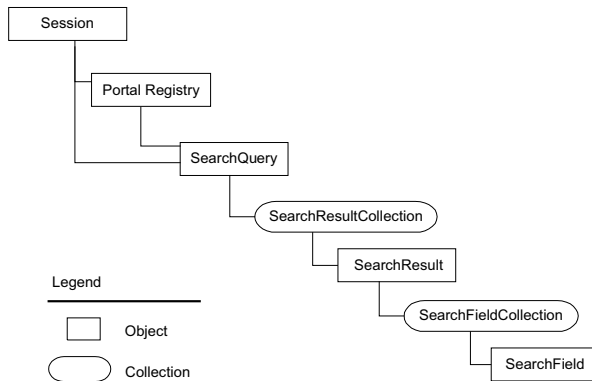 Session
Portal Registry
SearchQuery
SearchResultCollection
SearchResult
SearchFieldCollection
SearchField
Legend
Object
Collection